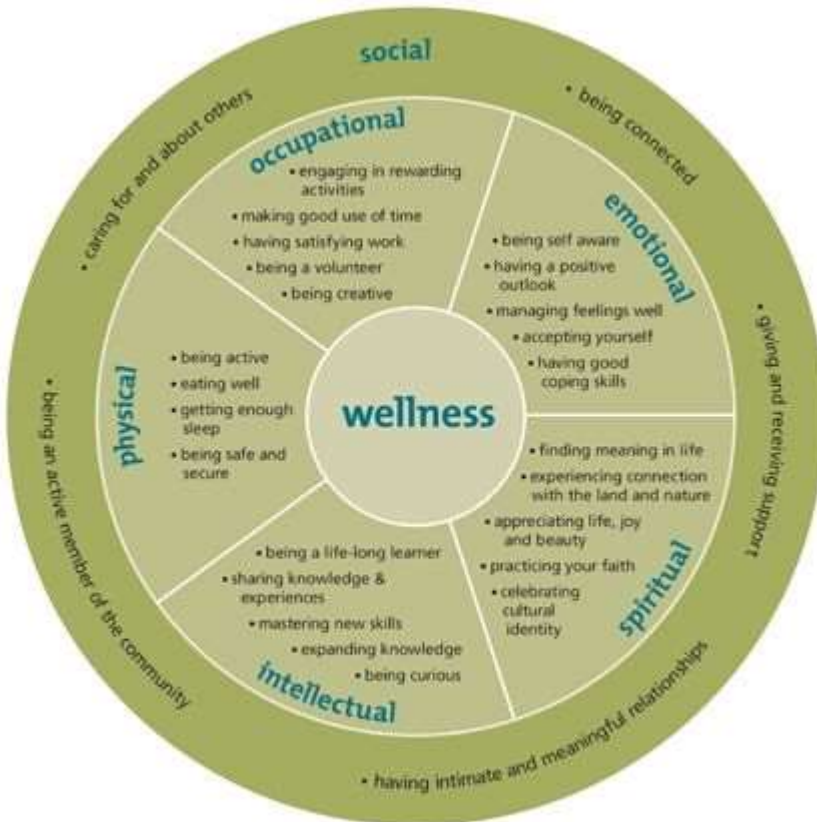 social
• being connected
• giving and receiving support
• having intimate and meaningful relationships
• being an active member of the community
• caring for and about others
occupational
• engaging in rewarding
activities
• making good use of time
• having satisfying work
• being a volunteer
• being creative
emotional
• being self aware
• having a positive
outlook
• managing feelings well
• accepting yourself
• having good
coping skills
wellness
physical
• being active
• eating well
• getting enough
sleep
• being safe and
secure
• finding meaning in life
• experiencing connection
with the land and nature
• appreciating life, joy
and beauty
• practicing your faith
• celebrating
cultural
identity
spiritual
• being a life-long learner
• sharing knowledge &
experiences
• mastering new skills
• expanding knowledge
• being curious
intellectual